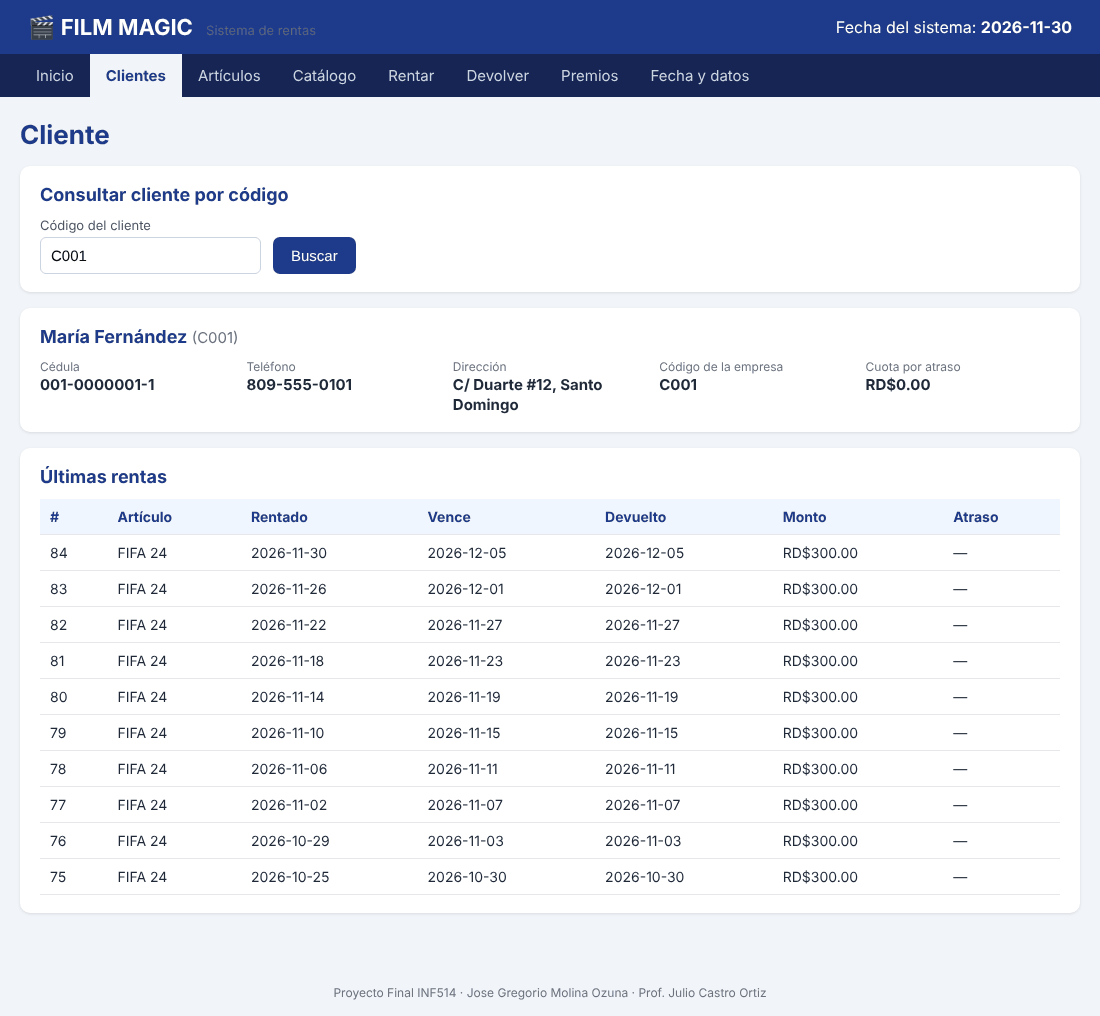 FILM MAGIC Sistema de rentas Fecha del sistema: 2026-11-30
Inicio Clientes Artículos Catálogo Rentar Devolver Premios Fecha y datos
Cliente
Consultar cliente por código
Código del cliente
C001 Buscar
María Fernández (C001)
Cédula Teléfono Dirección Código de la empresa Cuota por atraso
001-0000001-1 809-555-0101 C/ Duarte #12, Santo Domingo C001 RD$0.00
Últimas rentas
# Artículo Rentado Vence Devuelto Monto Atraso
84 FIFA 24 2026-11-30 2026-12-05 2026-12-05 RD$300.00 —
83 FIFA 24 2026-11-26 2026-12-01 2026-12-01 RD$300.00 —
82 FIFA 24 2026-11-22 2026-11-27 2026-11-27 RD$300.00 —
81 FIFA 24 2026-11-18 2026-11-23 2026-11-23 RD$300.00 —
80 FIFA 24 2026-11-14 2026-11-19 2026-11-19 RD$300.00 —
79 FIFA 24 2026-11-10 2026-11-15 2026-11-15 RD$300.00 —
78 FIFA 24 2026-11-06 2026-11-11 2026-11-11 RD$300.00 —
77 FIFA 24 2026-11-02 2026-11-07 2026-11-07 RD$300.00 —
76 FIFA 24 2026-10-29 2026-11-03 2026-11-03 RD$300.00 —
75 FIFA 24 2026-10-25 2026-10-30 2026-10-30 RD$300.00 —
Proyecto Final INF514 · Jose Gregorio Molina Ozuna · Prof. Julio Castro Ortiz